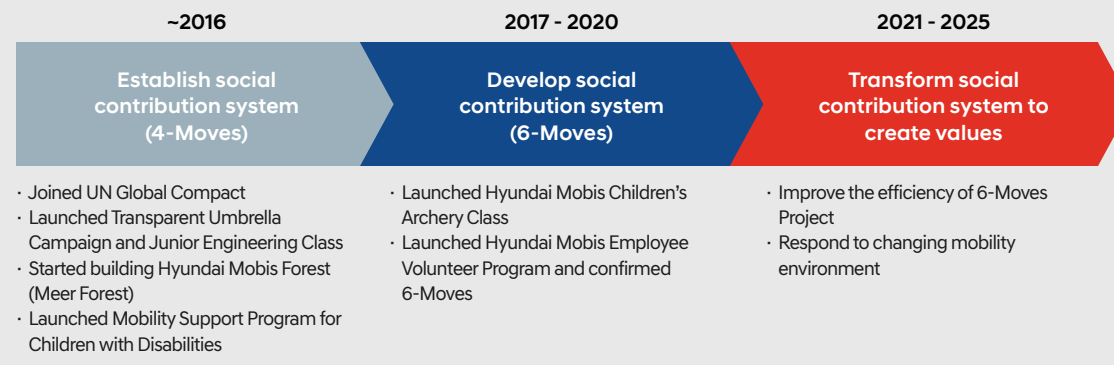 ~2016
Establish social
contribution system
(4-Moves)
· Joined UN Global Compact
· Launched Transparent Umbrella
Campaign and Junior Engineering Class
· Started building Hyundai Mobis Forest
(Meer Forest)
· Launched Mobility Support Program for
Children with Disabilities
2017 - 2020
Develop social
contribution system
(6-Moves)
· Launched Hyundai Mobis Children's
Archery Class
· Launched Hyundai Mobis Employee
Volunteer Program and confirmed
6-Moves
2021 - 2025
Transform social
contribution system to
create values
· Improve the efficiency of 6-Moves
Project
· Respond to changing mobility
environment